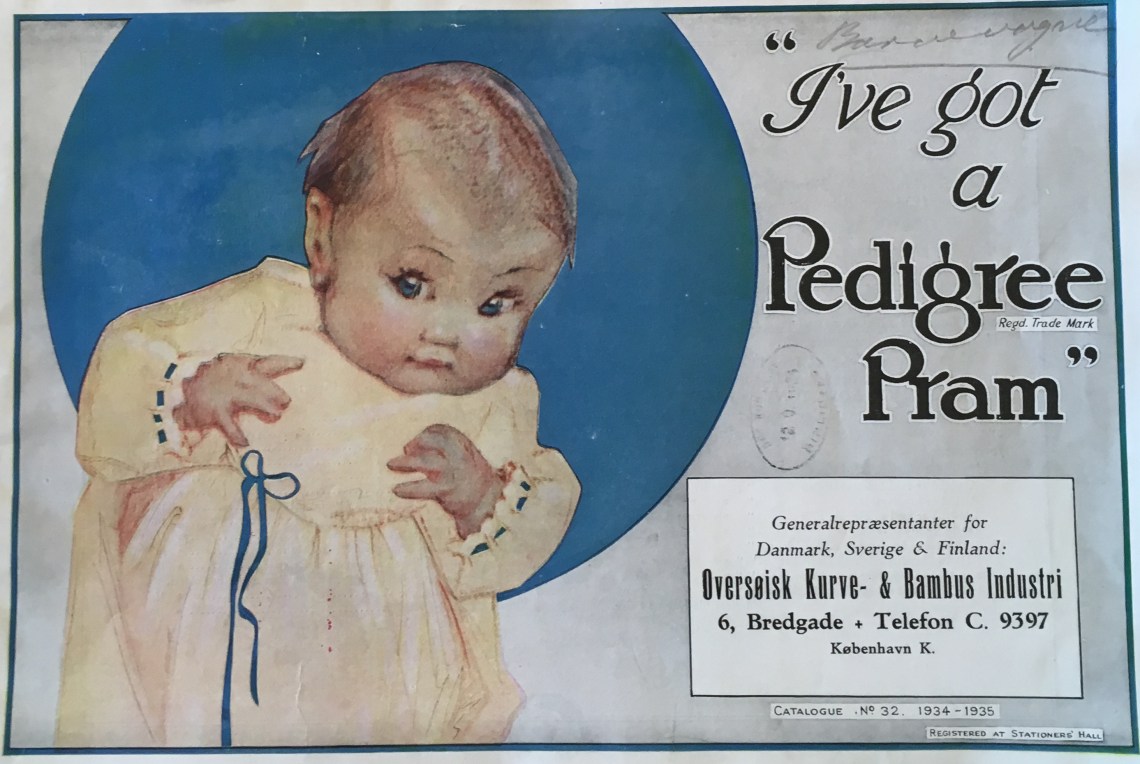 Barnevogne
"I've got
a
Pedigree
Regd. Trade Mark
Pram"
Generalrepræsentanter for
Danmark, Sverige & Finland:
Oversøisk Kurve- & Bambus Industri
6, Bredgade + Telefon C. 9397
København K.
CATALOGUE .Nº 32. 1934-1935
REGISTERED AT STATIONERS' HALL